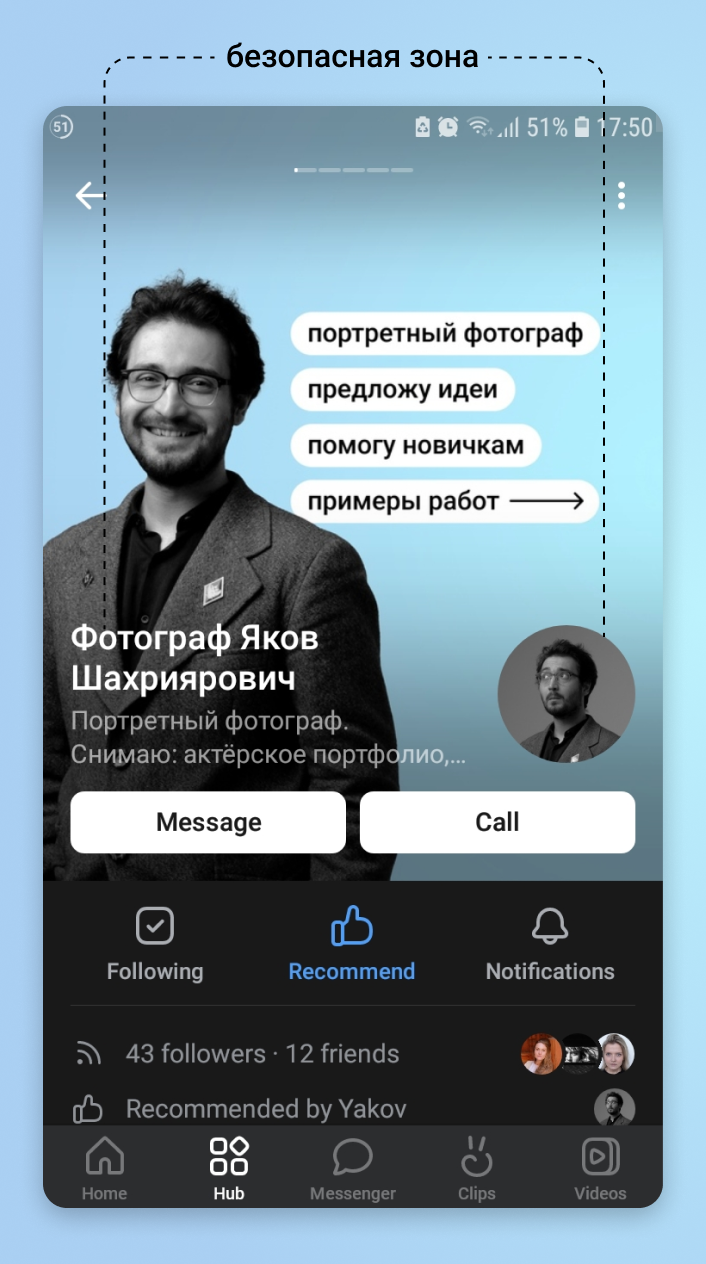 безопасная зона
51
51% 17:50
портретный фотограф
предложу идеи
помогу новичкам
примеры работ
Фотограф Яков
Шахриярович
Портретный фотограф.
Снимаю: актёрское портфолио,...
Message Call
Following Recommend Notifications
43 followers · 12 friends
Recommended by Yakov
Home Hub Messenger Clips Videos